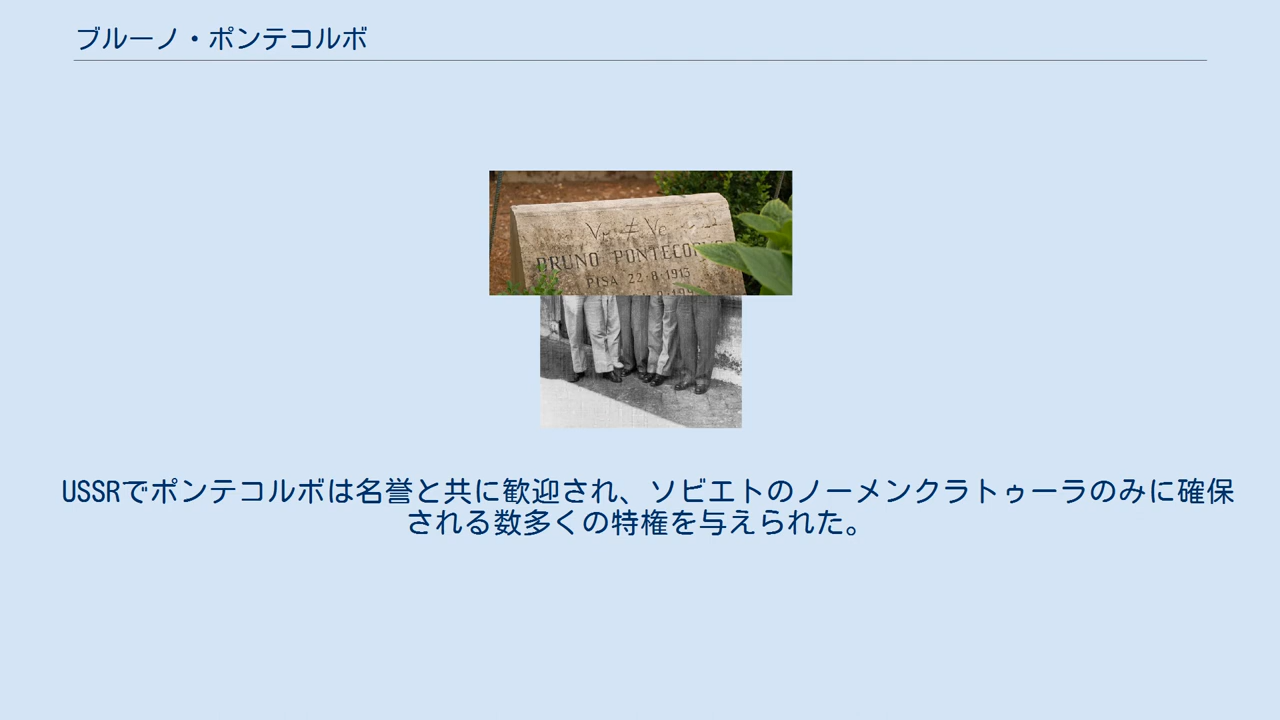 ブルーノ・ポンテコルボ
BRUNO PONTECO
PISA 22·8·1913
USSRでポンテコルボは名誉と共に歓迎され、ソビエトのノーメンクラトゥーラのみに確保
される数多くの特権を与えられた。